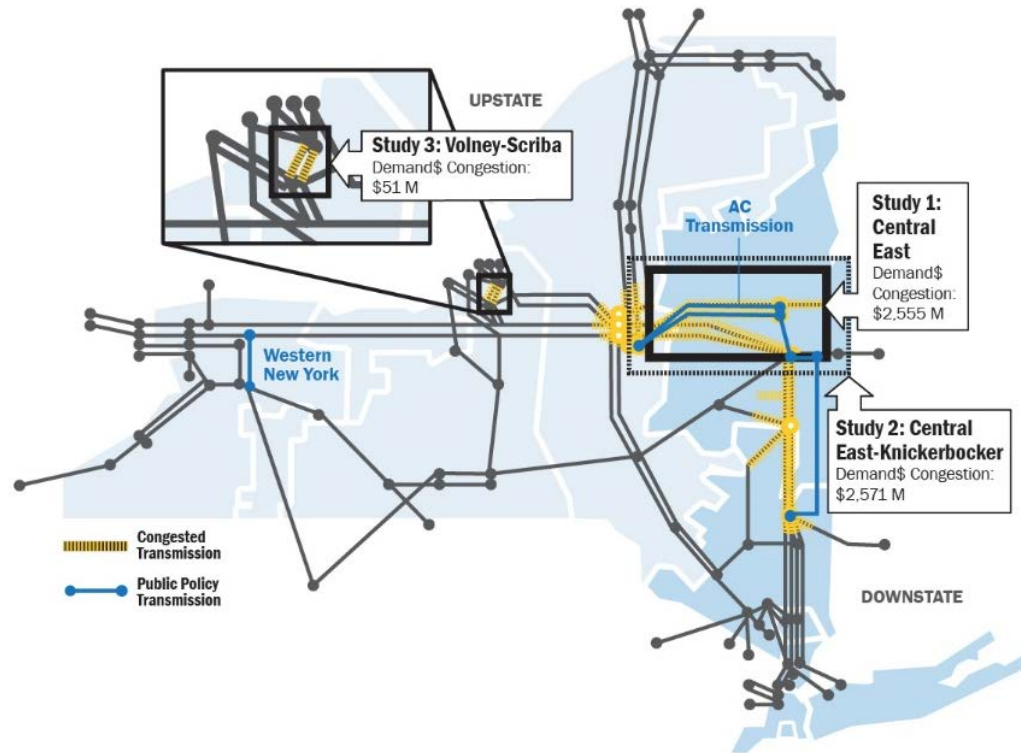 UPSTATE
Study 3: Volney-Scriba
Demand$ Congestion:
$51 M
AC
Transmission
Study 1:
Central
East
Demand$
Congestion:
$2,555 M
Western
New York
Study 2: Central
East-Knickerbocker
Demand$ Congestion:
$2,571 M
Congested
Transmission
Public Policy
Transmission
DOWNSTATE